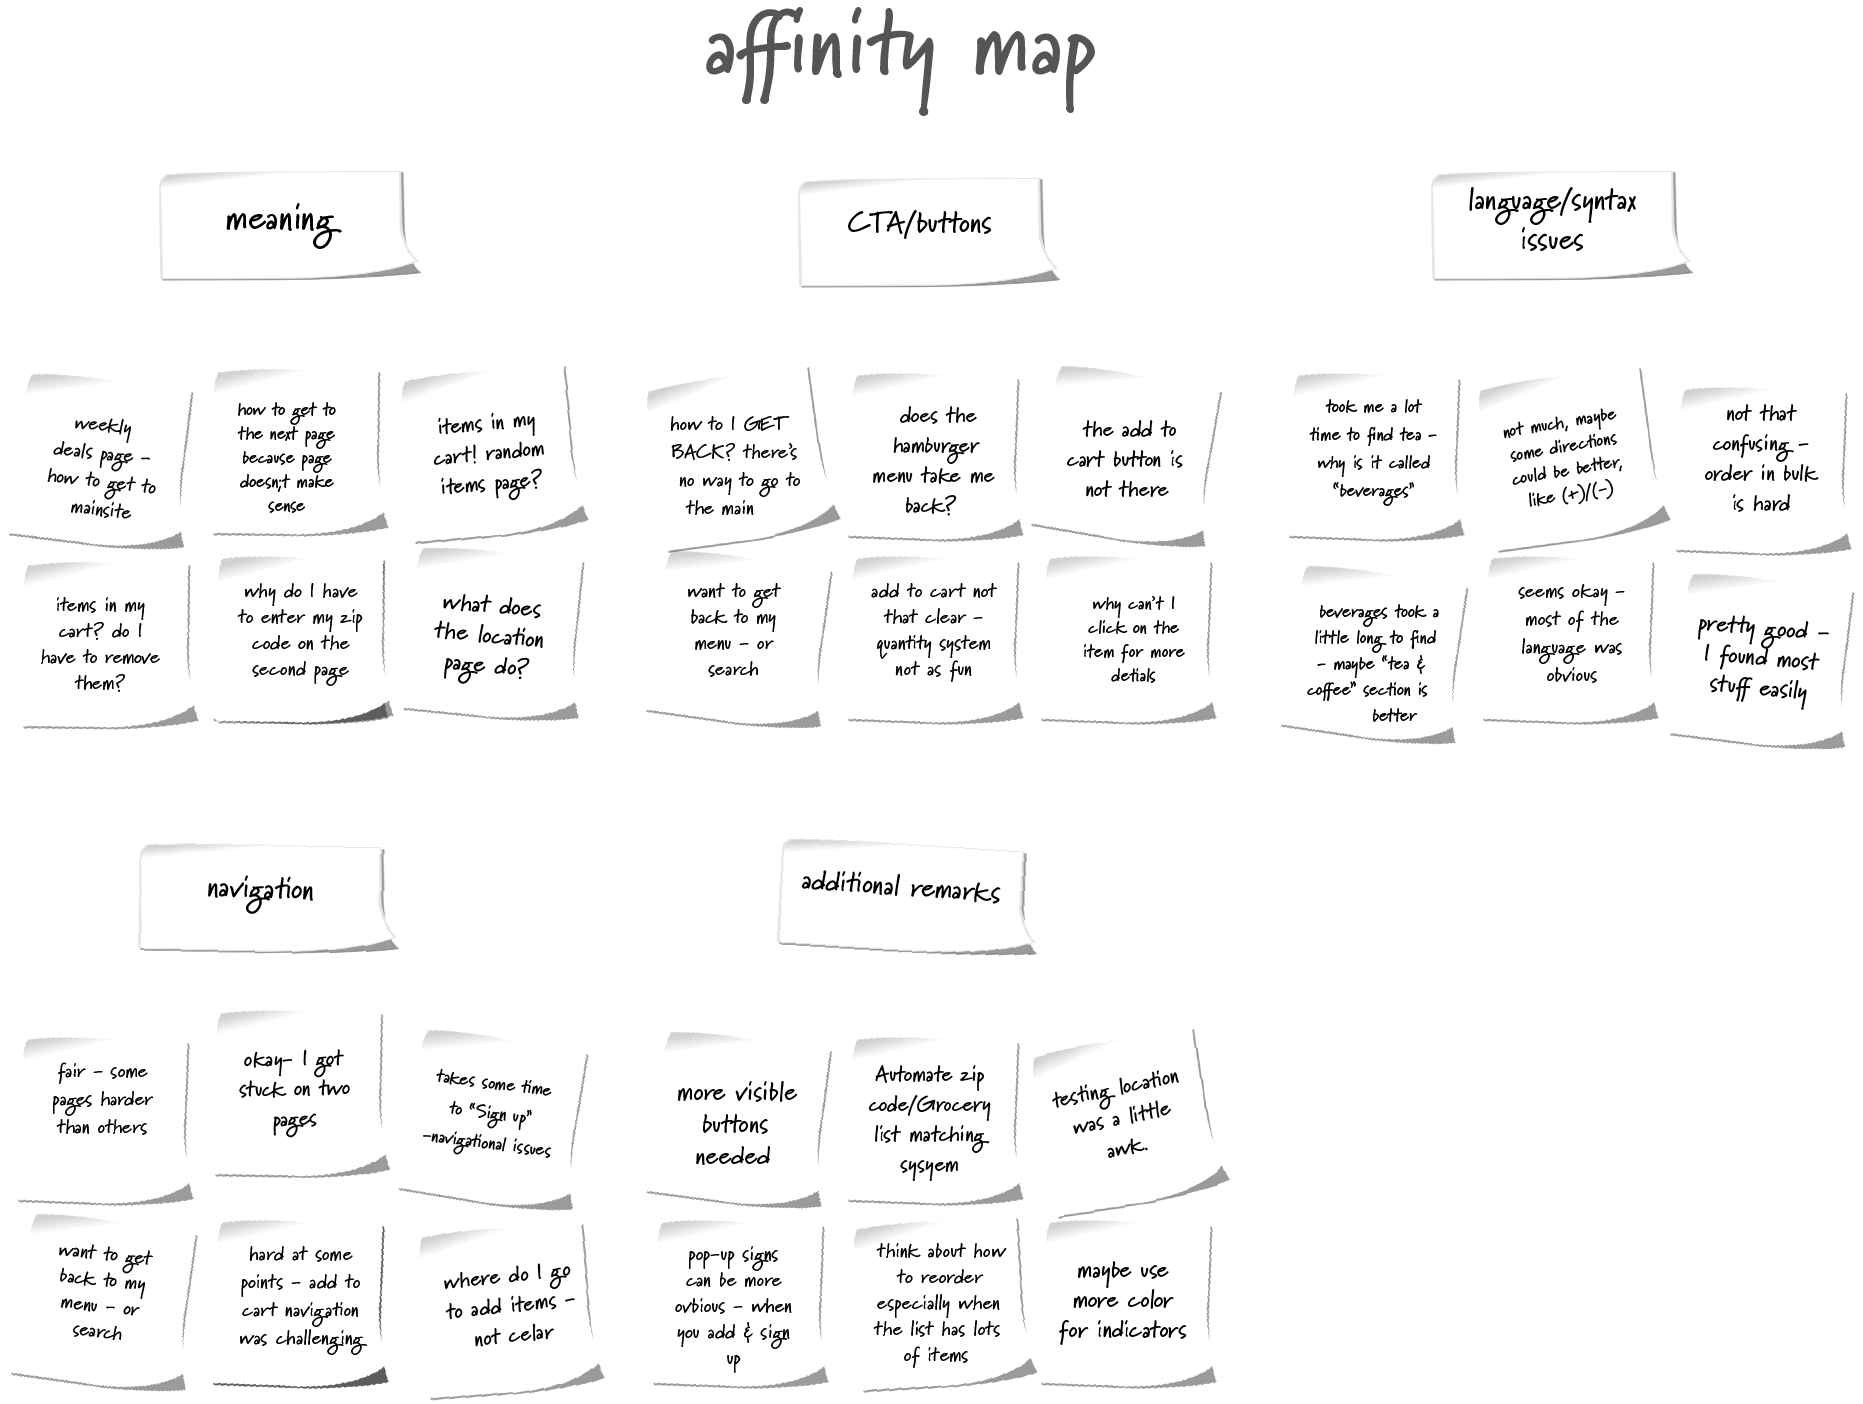 affinity map
meaning
weekly
deals page -
how to get to
mainsite
how to get to
the next page
because page
doesn;t make
sense
items in my
cart! random
items page?
items in my
cart? do I
have to remove
them?
why do I have
to enter my zip
code on the
second page
what does
the location
page do?
CTA/buttons
how to I GET
BACK? there's
no way to go to
the main
does the
hamburger
menu take me
back?
the add to
cart button is
not there
want to get
back to my
menu - or
search
add to cart not
that clear -
quantity system
not as fun
why can't I
click on the
item for more
detials
language/syntax
issues
took me a lot
time to find tea -
why is it called
"beverages"
not much, maybe
some directions
could be better,
like (+)/(-)
not that
confusing -
order in bulk
is hard
beverages took a
little long to find
- maybe "tea &
coffee" section is
better
seems okay -
most of the
language was
obvious
pretty good -
I found most
stuff easily
navigation
fair - some
pages harder
than others
okay- I got
stuck on two
pages
takes some time
to "Sign up"
-navigational issues
want to get
back to my
menu - or
search
hard at some
points - add to
cart navigation
was challenging
where do I go
to add items -
not celar
additional remarks
more visible
buttons
needed
Automate zip
code/Grocery
list matching
sysyem
testing location
was a little
awk.
pop-up signs
can be more
ovbious - when
you add & sign
up
think about how
to reorder
especially when
the list has lots
of items
maybe use
more color
for indicators